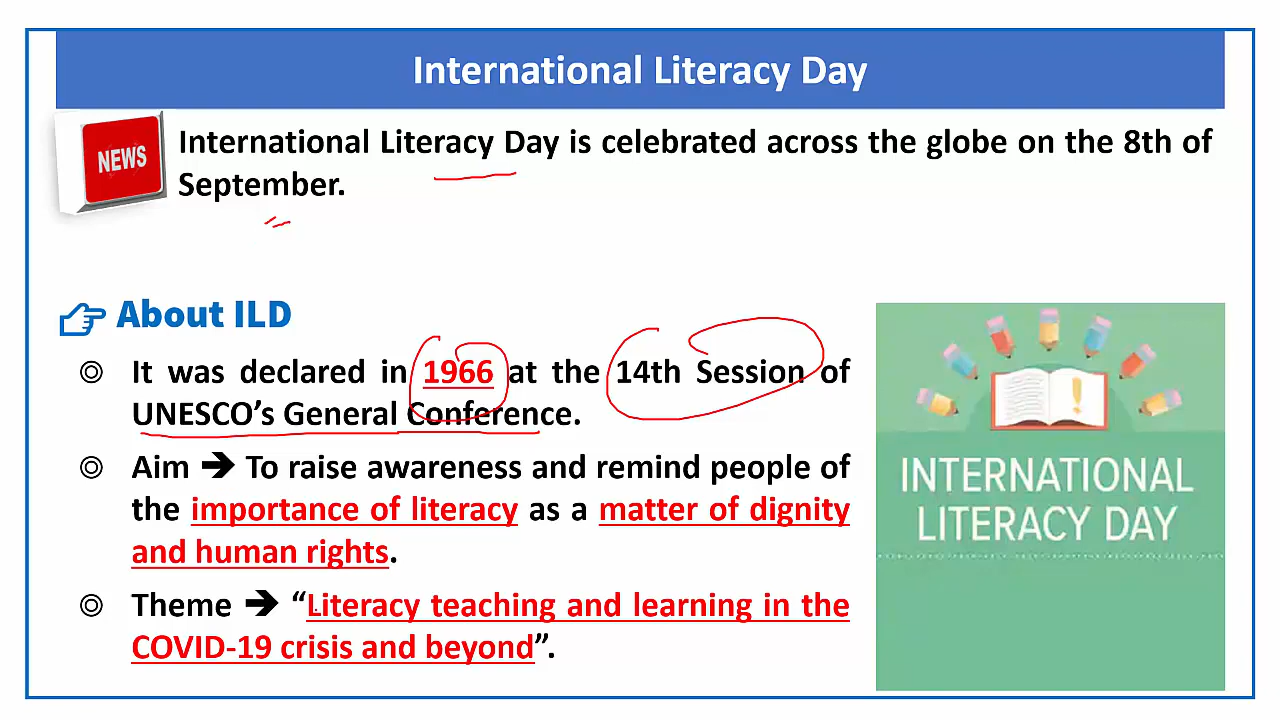 International Literacy Day
NEWS
International Literacy Day is celebrated across the globe on the 8th of
September.
About ILD
It was declared in 1966 at the 14th Session of
UNESCO’s General Conference.
Aim ➔ To raise awareness and remind people of
the importance of literacy as a matter of dignity
and human rights.
Theme ➔ “Literacy teaching and learning in the
COVID-19 crisis and beyond”.
INTERNATIONAL
LITERACY DAY